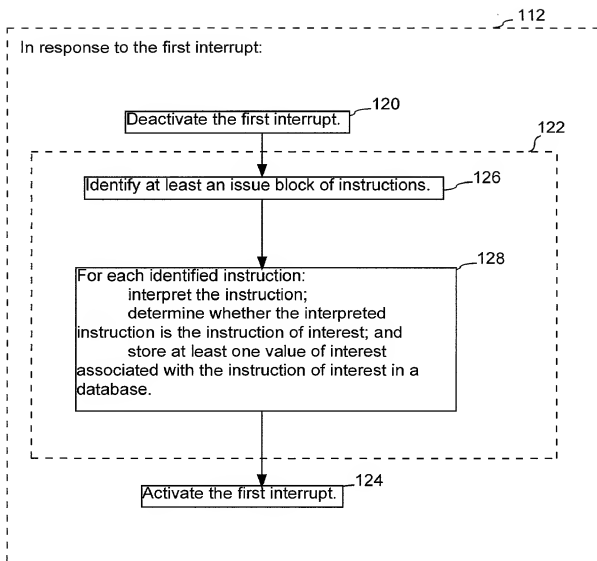 112
In response to the first interrupt:
120
Deactivate the first interrupt.
122
Identify at least an issue block of instructions.
126
128
For each identified instruction:
interpret the instruction;
determine whether the interpreted
instruction is the instruction of interest; and
store at least one value of interest
associated with the instruction of interest in a
database.
124
Activate the first interrupt.